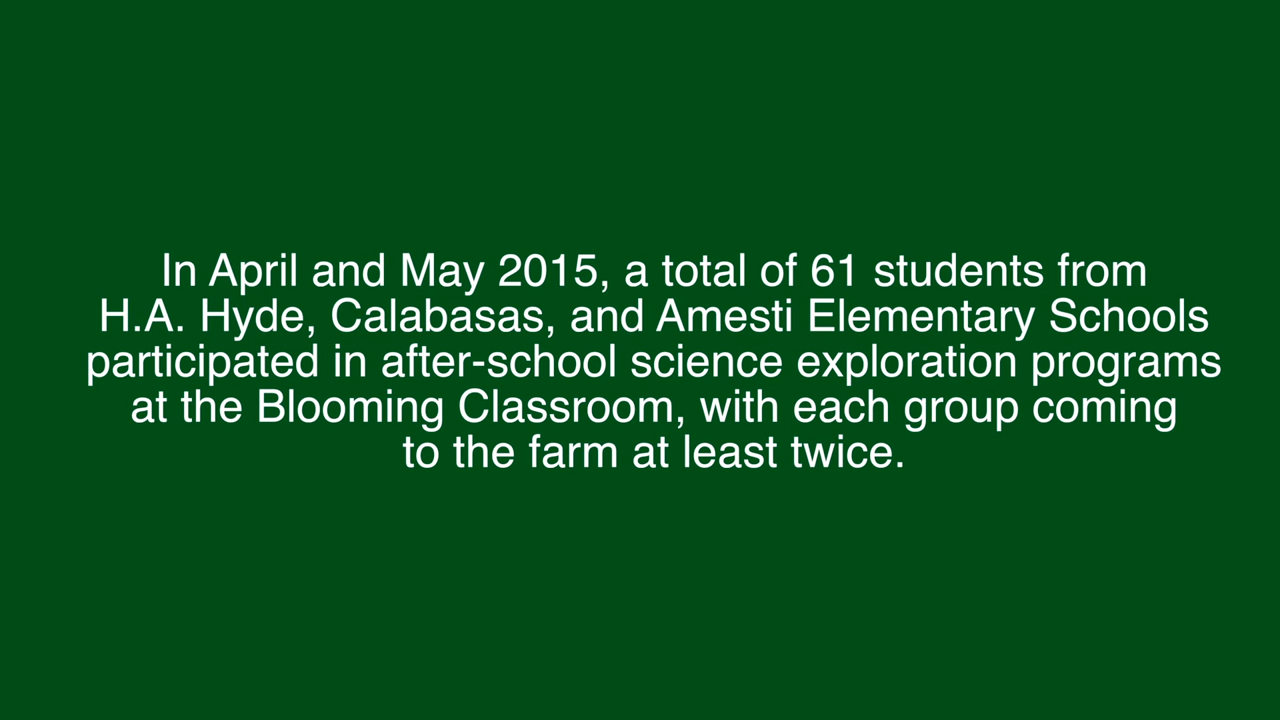 In April and May 2015, a total of 61 students from
H.A. Hyde, Calabasas, and Amesti Elementary Schools
participated in after-school science exploration programs
at the Blooming Classroom, with each group coming
to the farm at least twice.